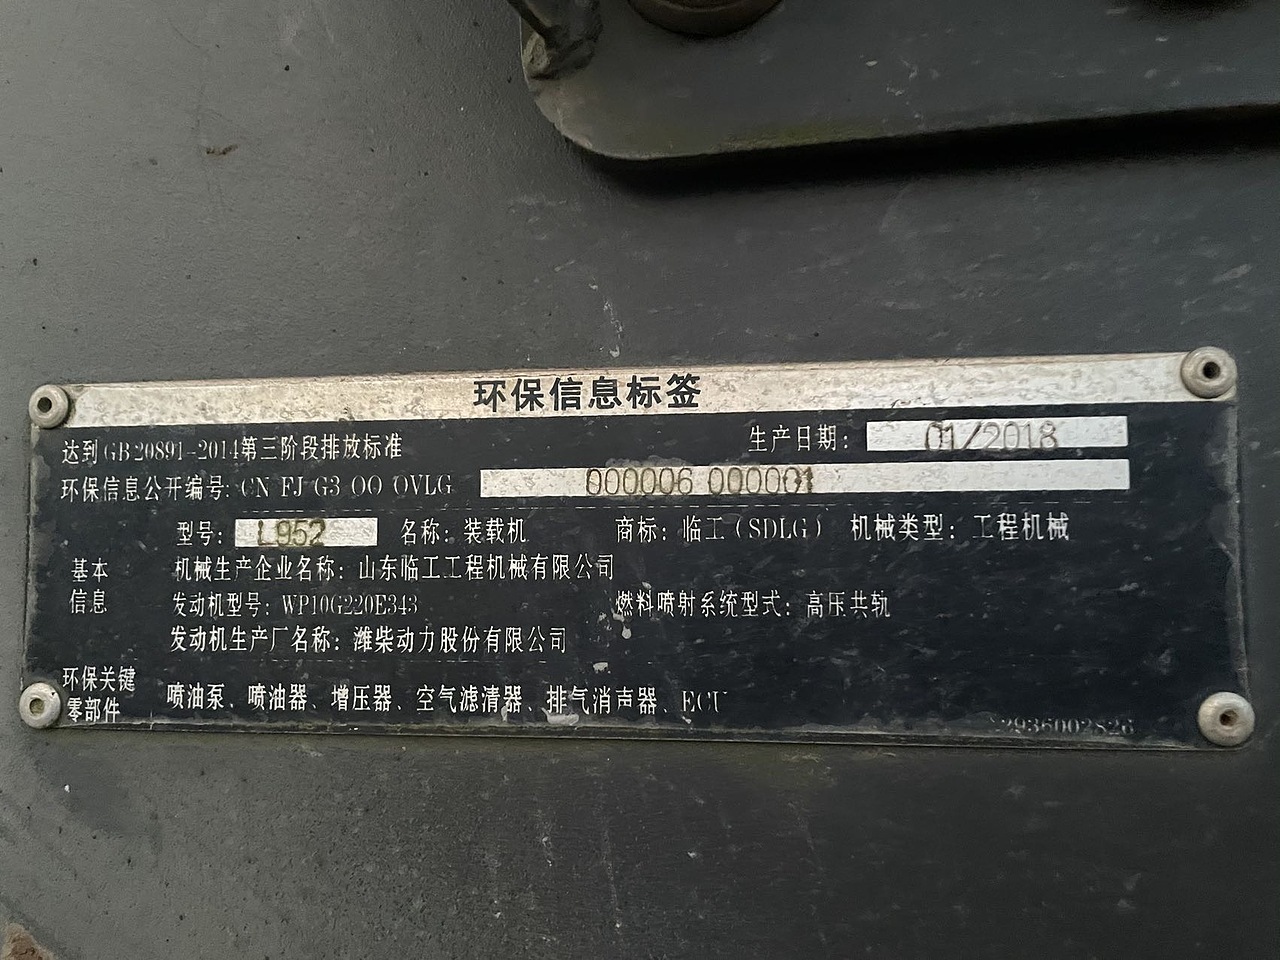 环保信息标签
达到GB20891-2014第三阶段排放标准 生产日期: 01/2018
环保信息公开编号: CN FJ G3 OO OVLG 000006 000001
型号: L952 名称: 装载机 商标: 临工(SDLG) 机械类型: 工程机械
基本 机械生产企业名称: 山东临工工程机械有限公司
信息 发动机型号: WP10G220E343 燃料喷射系统型式: 高压共轨
发动机生产厂名称: 潍柴动力股份有限公司
环保关键
零部件 喷油泵、喷油器、增压器、空气滤清器、排气消声器、ECU
2936002826